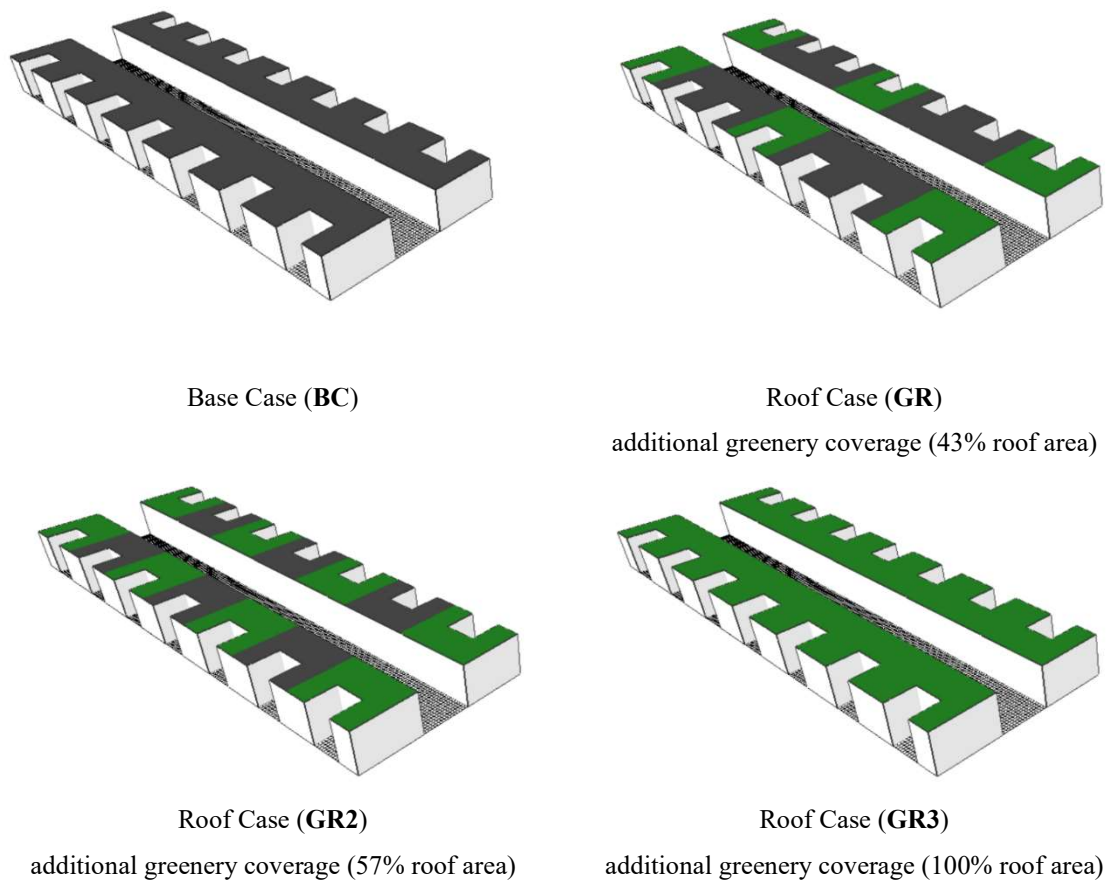 Base Case (BC)
Roof Case (GR)
additional greenery coverage (43% roof area)
Roof Case (GR2)
additional greenery coverage (57% roof area)
Roof Case (GR3)
additional greenery coverage (100% roof area)